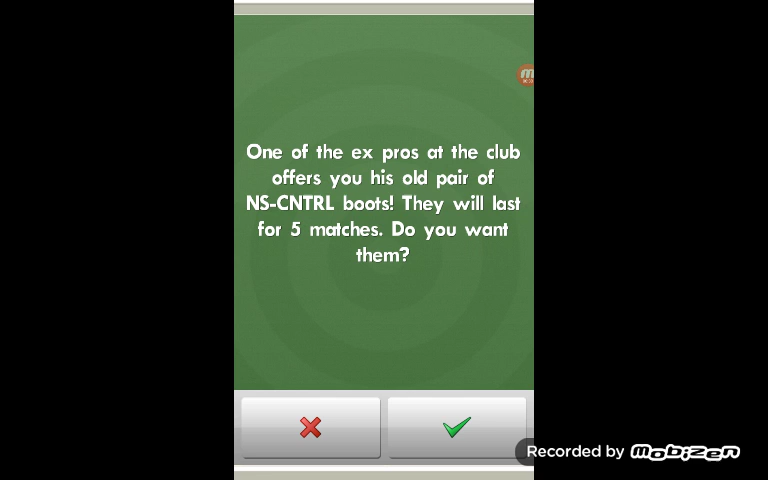 One of the ex pros at the club
offers you his old pair of
NS-CNTRL boots! They will last
for 5 matches. Do you want
them?
Recorded by mobizen